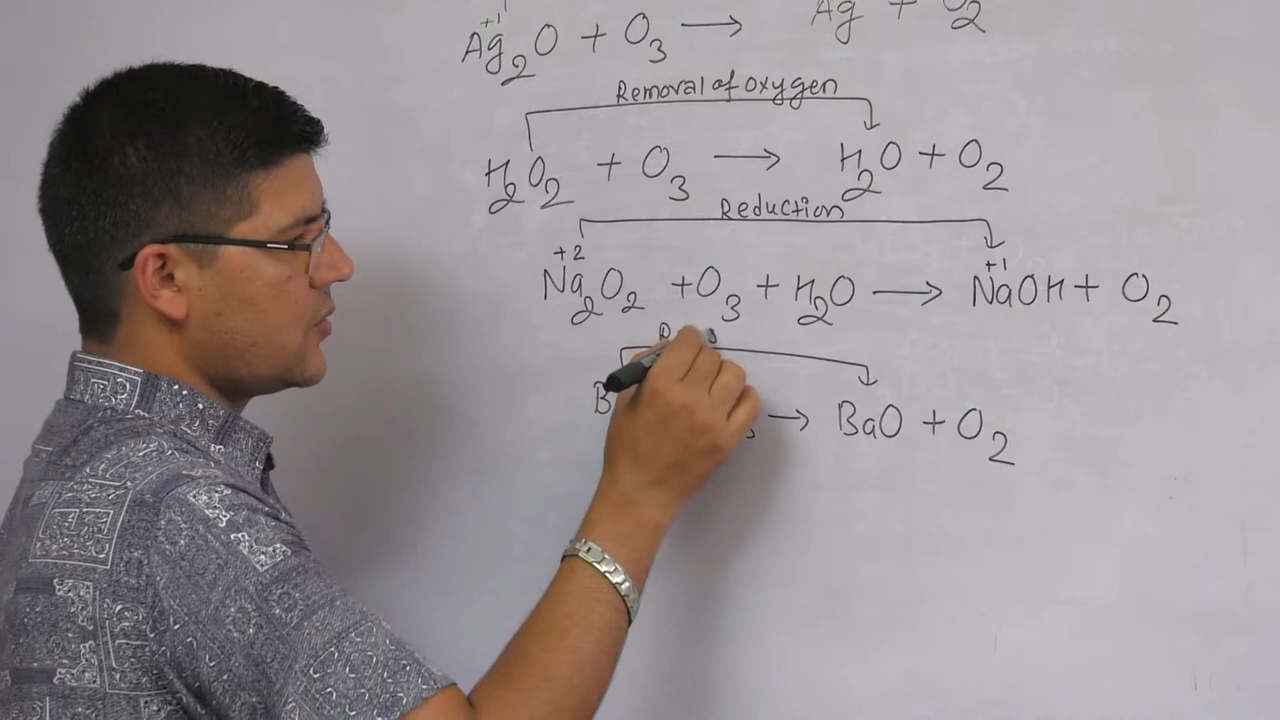 +1
Ag₂O + O₃ → Ag + O₂
Removal of oxygen
H₂O₂ + O₃ → H₂O + O₂
Reduction
+2 +1
Na₂O₂ + O₃ + H₂O → NaOH + O₂
B → BaO + O₂